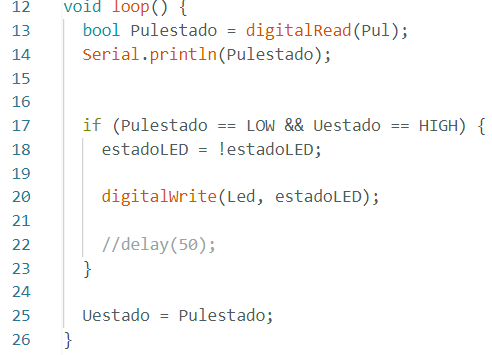 12 void loop() {
13 bool Pulestado = digitalRead(Pul);
14 Serial.println(Pulestado);
15
16
17 if (Pulestado == LOW && Uestado == HIGH) {
18 estadoLED = !estadoLED;
19
20 digitalWrite(Led, estadoLED);
21
22 //delay(50);
23 }
24
25 Uestado = Pulestado;
26 }